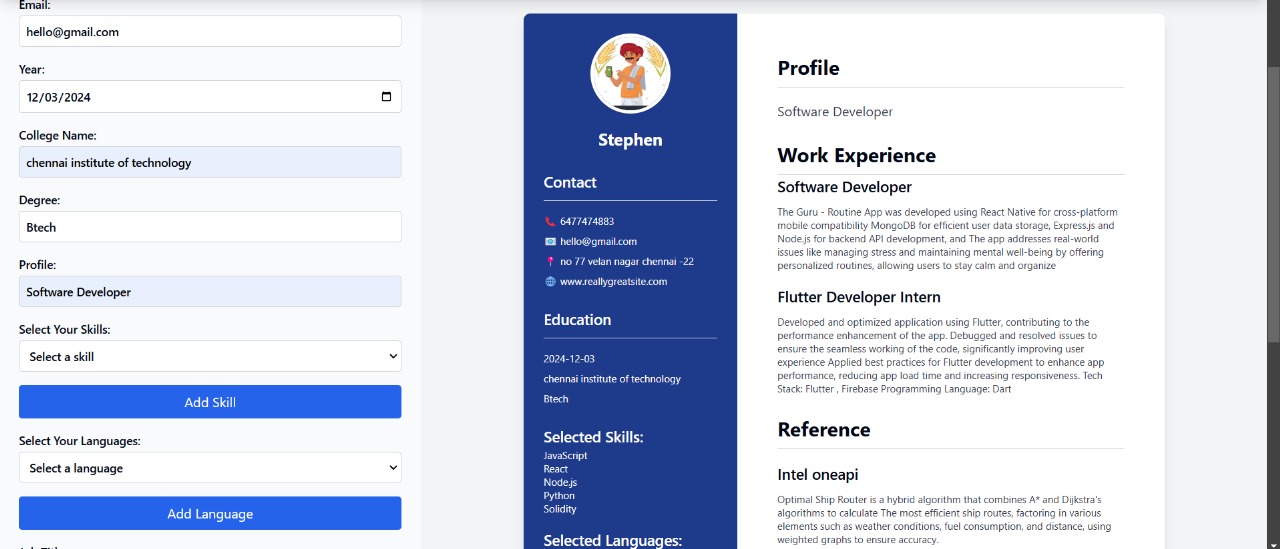 Email:
hello@gmail.com
Year:
12/03/2024
College Name:
chennai institute of technology
Degree:
Btech
Profile:
Software Developer
Select Your Skills:
Select a skill
Add Skill
Select Your Languages:
Select a language
Add Language
Stephen
Contact
6477474883
hello@gmail.com
no 77 velan nagar chennai -22
www.reallygreatsite.com
Education
2024-12-03
chennai institute of technology
Btech
Selected Skills:
JavaScript
React
Node.js
Python
Solidity
Selected Languages:
Profile
Software Developer
Work Experience
Software Developer
The Guru - Routine App was developed using React Native for cross-platform
mobile compatibility MongoDB for efficient user data storage, Express.js and
Node.js for backend API development, and The app addresses real-world
issues like managing stress and maintaining mental well-being by offering
personalized routines, allowing users to stay calm and organize
Flutter Developer Intern
Developed and optimized application using Flutter, contributing to the
performance enhancement of the app. Debugged and resolved issues to
ensure the seamless working of the code, significantly improving user
experience Applied best practices for Flutter development to enhance app
performance, reducing app load time and increasing responsiveness. Tech
Stack: Flutter , Firebase Programming Language: Dart
Reference
Intel oneapi
Optimal Ship Router is a hybrid algorithm that combines A* and Dijkstra's
algorithms to calculate The most efficient ship routes, factoring in various
elements such as weather conditions, fuel consumption, and distance, using
weighted graphs to ensure accuracy.